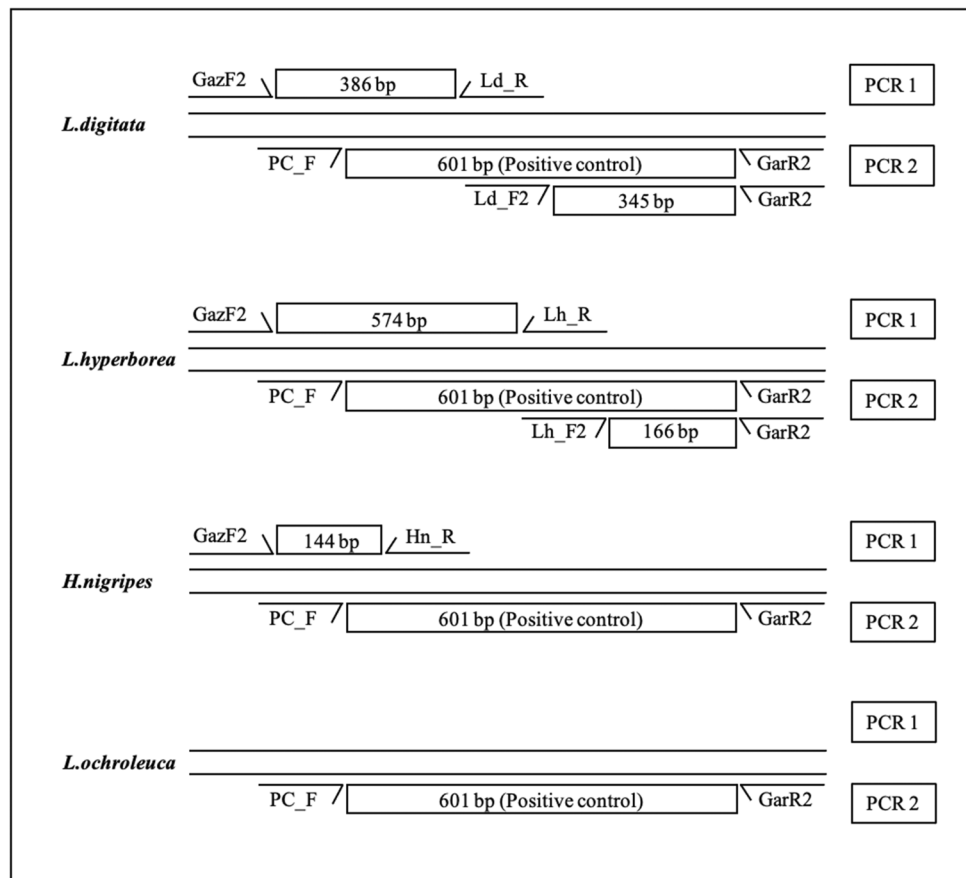 GazF2 386 bp Ld_R PCR 1
L.digitata
PC_F 601 bp (Positive control) GarR2 PCR 2
Ld_F2 345 bp GarR2
GazF2 574 bp Lh_R PCR 1
L.hyperborea
PC_F 601 bp (Positive control) GarR2 PCR 2
Lh_F2 166 bp GarR2
GazF2 144 bp Hn_R PCR 1
H.nigripes
PC_F 601 bp (Positive control) GarR2 PCR 2
PCR 1
L.ochroleuca
PC_F 601 bp (Positive control) GarR2 PCR 2